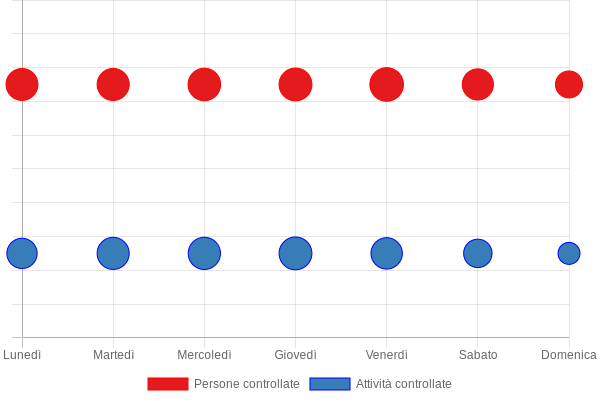 Lunedì Martedì Mercoledì Giovedì Venerdì Sabato Domenica
Persone controllate Attività controllate